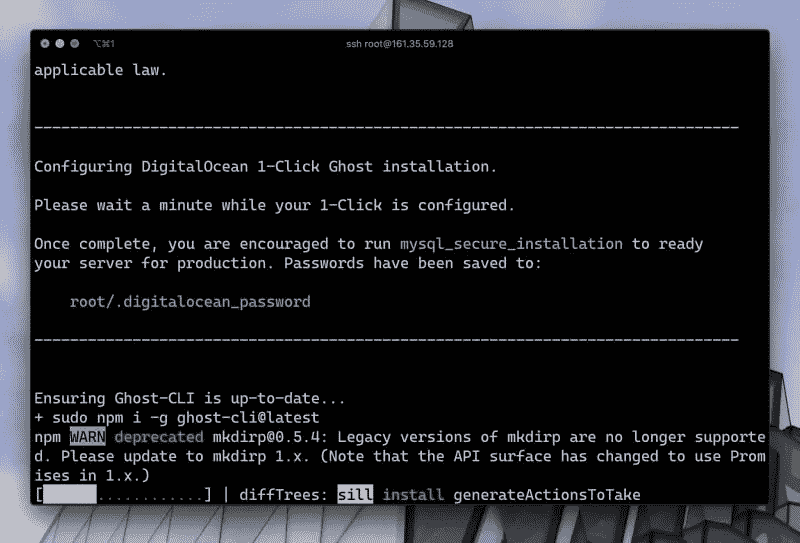 ⌥⌘1
ssh root@161.35.59.128
applicable law.
--------------------------------------------------------------------------------
Configuring DigitalOcean 1-Click Ghost installation.
Please wait a minute while your 1-Click is configured.
Once complete, you are encouraged to run mysql_secure_installation to ready
your server for production. Passwords have been saved to:
root/.digitalocean_password
--------------------------------------------------------------------------------
Ensuring Ghost-CLI is up-to-date...
+ sudo npm i -g ghost-cli@latest
npm WARN deprecated mkdirp@0.5.4: Legacy versions of mkdirp are no longer supporte
d. Please update to mkdirp 1.x. (Note that the API surface has changed to use Prom
ises in 1.x.)
[      ............] | diffTrees: sill install generateActionsToTake